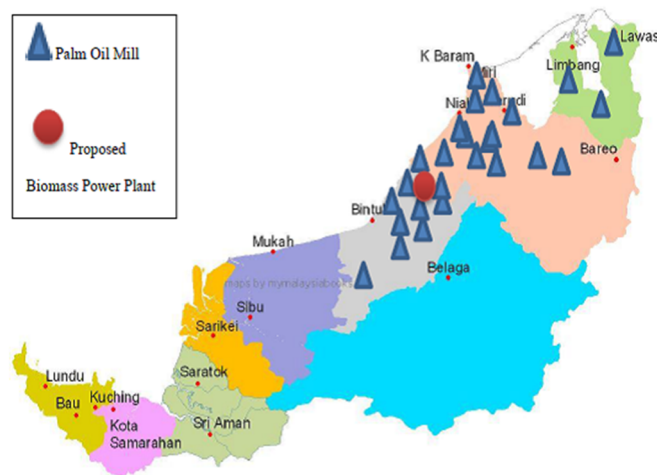 Palm Oil Mill
Proposed
Biomass Power Plant
Lawas
Limbang
K Baram
Bareo
Mukah
Belaga
maps by mymalaysiabooks
Sibu
Sarikei
Saratok
Lundu
Kuching
Bau
Kota
Samarahan
Sri Aman